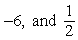 −6, and 1/2